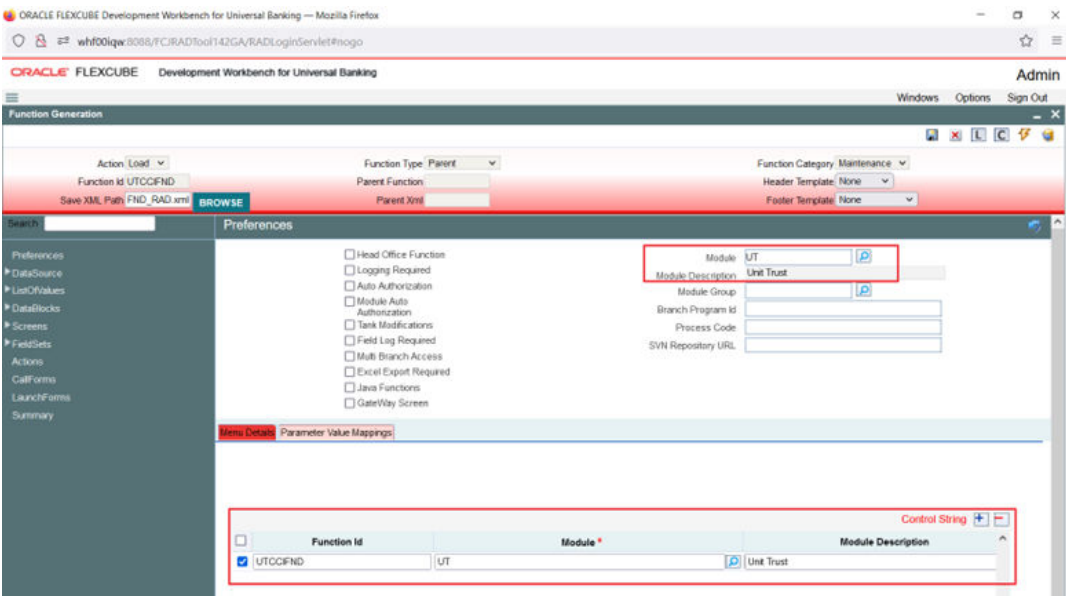 ORACLE FLEXCUBE Development Workbench for Universal Banking — Mozilla Firefox
whf00iqw:8088/FCJRADTool142GA/RADLoginServlet#nogo
ORACLE FLEXCUBE Development Workbench for Universal Banking Admin
Windows Options Sign Out
Function Generation
L C
Action Load Function Type Parent Function Category Maintenance
Function Id UTCCIFND Parent Function Header Template None
Save XML Path FND_RAD.xml BROWSE Parent Xml Footer Template None
Search Preferences
Preferences
DataSource
ListOfValues
DataBlocks
Screens
FieldSets
Actions
CallForms
LaunchForms
Summary
Head Office Function
Logging Required
Auto Authorization
Module Auto
Authorization
Tank Modifications
Field Log Required
Multi Branch Access
Excel Export Required
Java Functions
GateWay Screen
Module UT
Module Description Unit Trust
Module Group
Branch Program Id
Process Code
SVN Repository URL
Menu Details Parameter Value Mappings
Control String + −
Function Id Module * Module Description
UTCCIFND UT Unit Trust